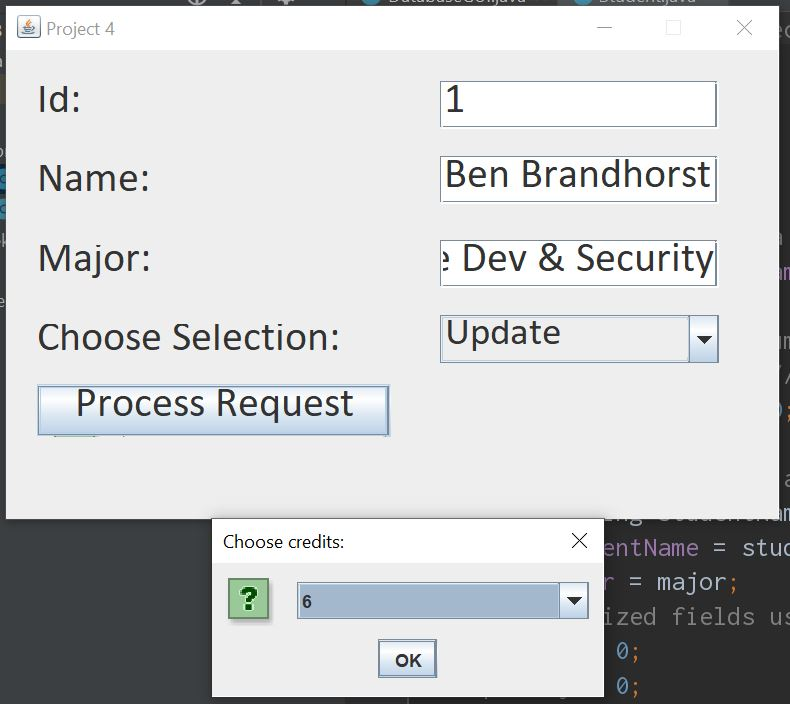 Project 4
Id:
1
Name:
Ben Brandhorst
Major:
Dev & Security
Choose Selection:
Update
Process Request
Choose credits:
?
6
OK
entName = stud
= major;
ized fields us
0;
0;